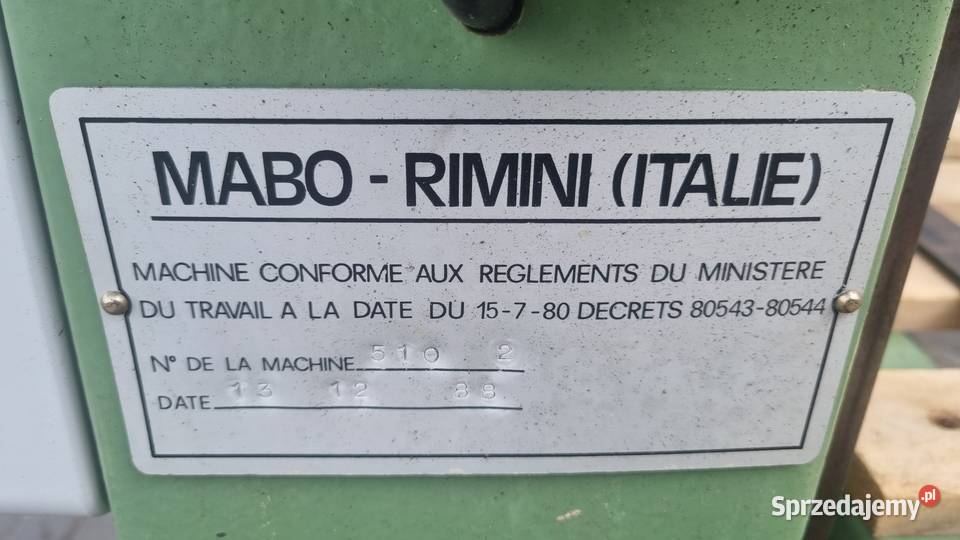 MABO - RIMINI (ITALIE)
MACHINE CONFORME AUX REGLEMENTS DU MINISTERE
DU TRAVAIL A LA DATE DU 15-7-80 DECRETS 80543-80544
N° DE LA MACHINE 510 2
DATE 13 12 88
Sprzedajemy.pl